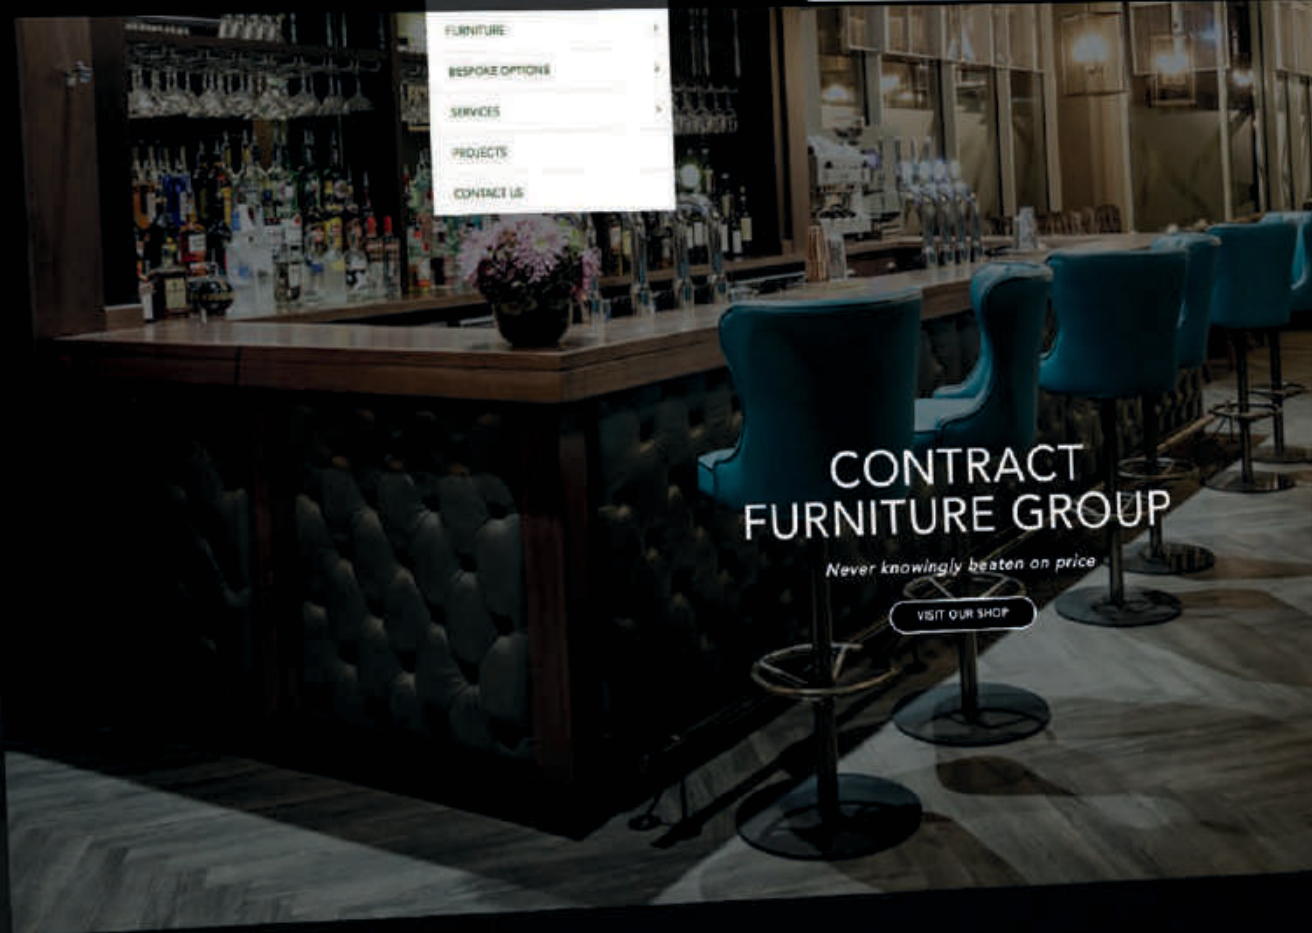 FURNITURE
BESPOKE OPTIONS
SERVICES
PROJECTS
CONTACT US
CONTRACT
FURNITURE GROUP
Never knowingly beaten on price
VISIT OUR SHOP